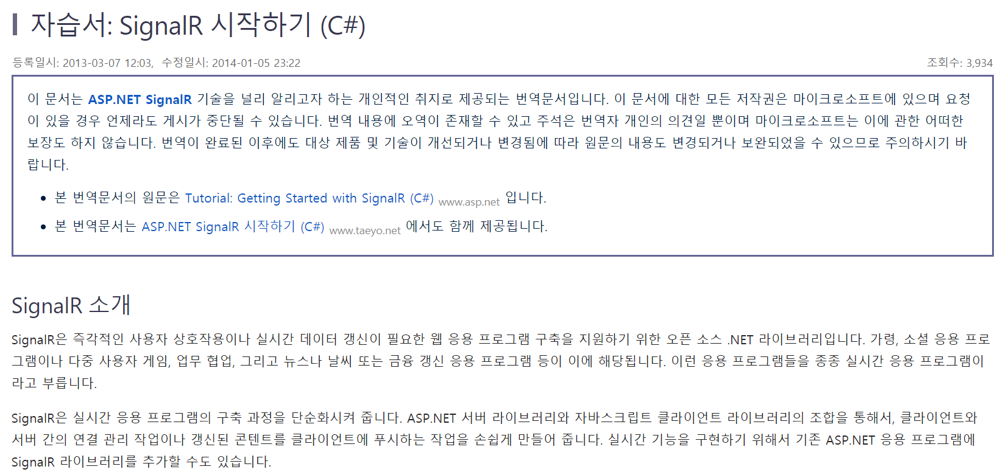 자습서: SignalR 시작하기 (C#)
등록일시: 2013-03-07 12:03, 수정일시: 2014-01-05 23:22
조회수: 3,934
이 문서는 ASP.NET SignalR 기술을 널리 알리고자 하는 개인적인 취지로 제공되는 번역문서입니다. 이 문서에 대한 모든 저작권은 마이크로소프트에 있으며 요청
이 있을 경우 언제라도 게시가 중단될 수 있습니다. 번역 내용에 오역이 존재할 수 있고 주석은 번역자 개인의 의견일 뿐이며 마이크로소프트는 이에 관한 어떠한
보장도 하지 않습니다. 번역이 완료된 이후에도 대상 제품 및 기술이 개선되거나 변경됨에 따라 원문의 내용도 변경되거나 보완되었을 수 있으므로 주의하시기 바
랍니다.
• 본 번역문서의 원문은 Tutorial: Getting Started with SignalR (C#) www.asp.net 입니다.
• 본 번역문서는 ASP.NET SignalR 시작하기 (C#) www.taeyo.net 에서도 함께 제공됩니다.
SignalR 소개
SignalR은 즉각적인 사용자 상호작용이나 실시간 데이터 갱신이 필요한 웹 응용 프로그램 구축을 지원하기 위한 오픈 소스 .NET 라이브러리입니다. 가령, 소셜 응용 프로
그램이나 다중 사용자 게임, 업무 협업, 그리고 뉴스나 날씨 또는 금융 갱신 응용 프로그램 등이 이에 해당됩니다. 이런 응용 프로그램들을 종종 실시간 응용 프로그램이
라고 부릅니다.
SignalR은 실시간 응용 프로그램의 구축 과정을 단순화시켜 줍니다. ASP.NET 서버 라이브러리와 자바스크립트 클라이언트 라이브러리의 조합을 통해서, 클라이언트와
서버 간의 연결 관리 작업이나 갱신된 콘텐트를 클라이언트에 푸시하는 작업을 손쉽게 만들어 줍니다. 실시간 기능을 구현하기 위해서 기존 ASP.NET 응용 프로그램에
SignalR 라이브러리를 추가할 수도 있습니다.